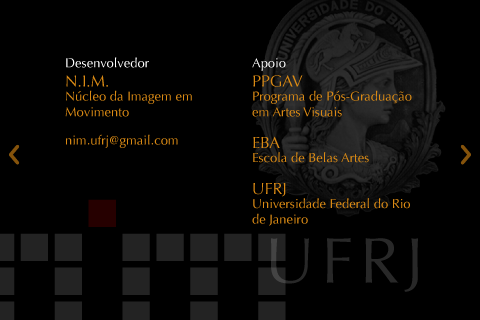 UNIVERSIDADE DO BRASIL
Desenvolvedor
N.I.M.
Núcleo da Imagem em
Movimento
nim.ufrj@gmail.com
Apoio
PPGAV
Programa de Pós-Graduação
em Artes Visuais
EBA
Escola de Belas Artes
UFRJ
Universidade Federal do Rio
de Janeiro
UFRJ